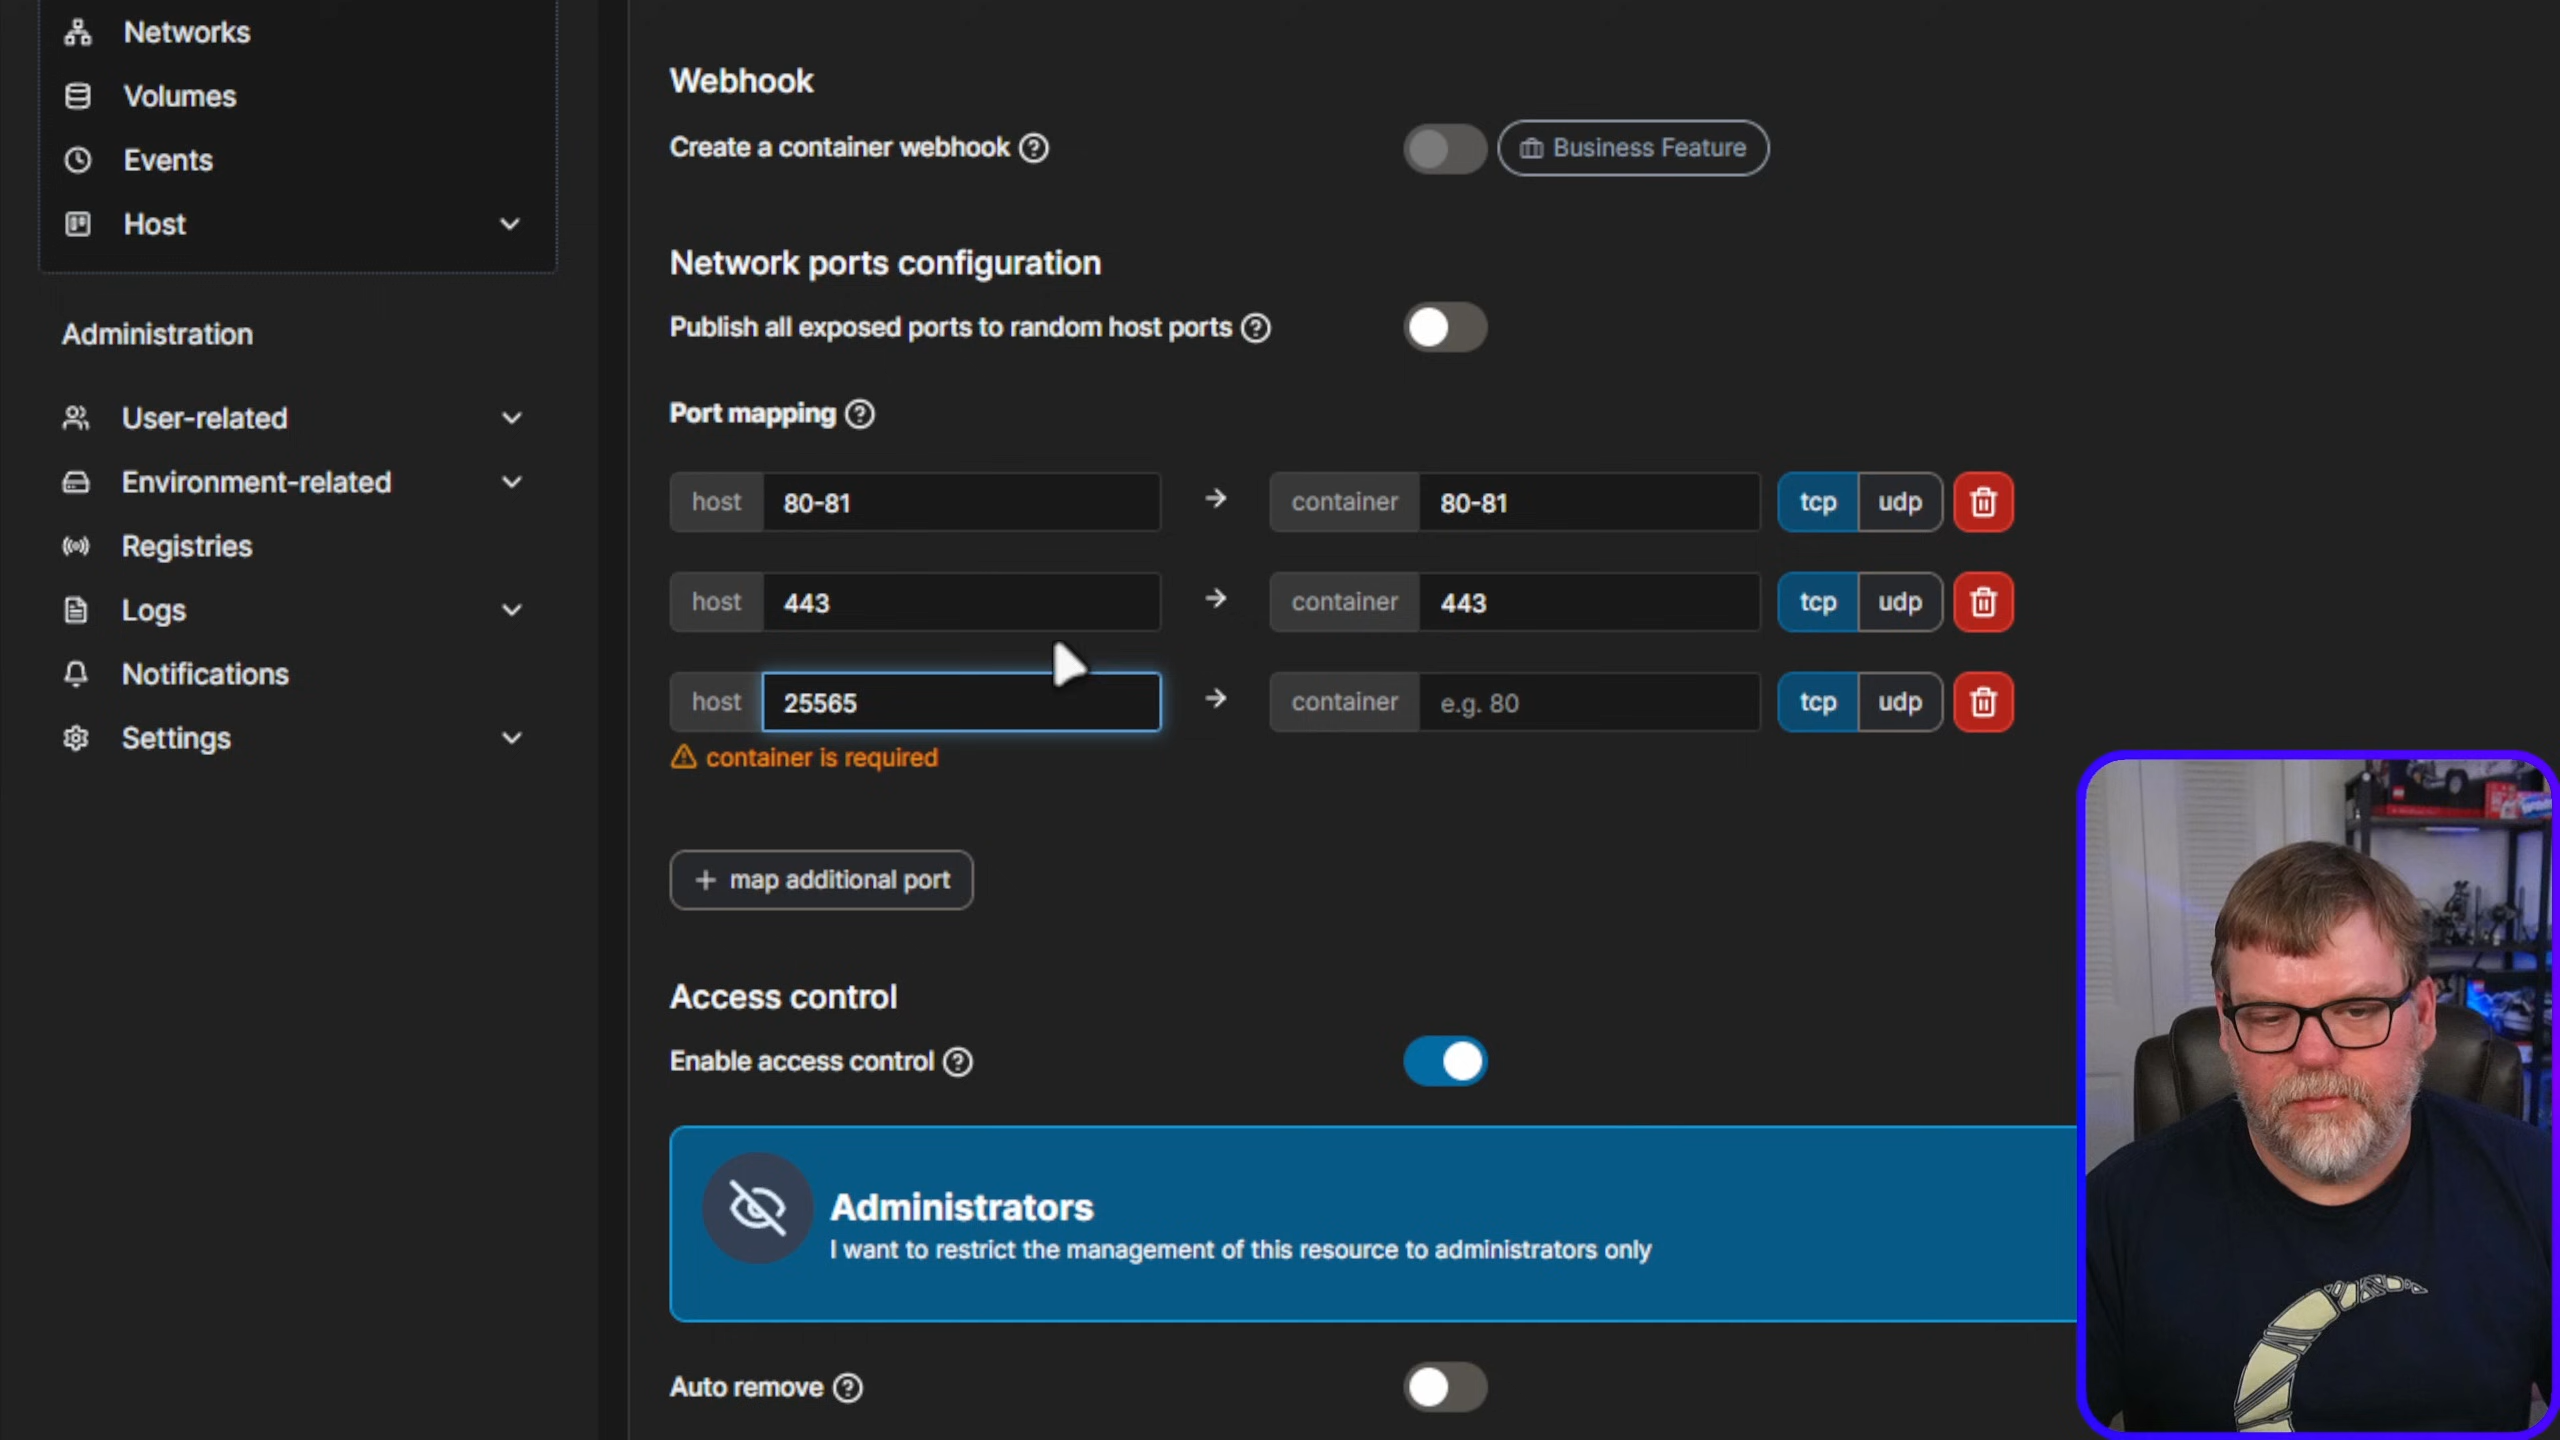 Networks
Volumes
Events
Host
Administration
User-related
Environment-related
Registries
Logs
Notifications
Settings
Webhook
Create a container webhook
Business Feature
Network ports configuration
Publish all exposed ports to random host ports
Port mapping
host 80-81 → container 80-81 tcp udp
host 443 → container 443 tcp udp
host 25565 → container e.g. 80 tcp udp
container is required
+ map additional port
Access control
Enable access control
Administrators
I want to restrict the management of this resource to administrators only
Auto remove